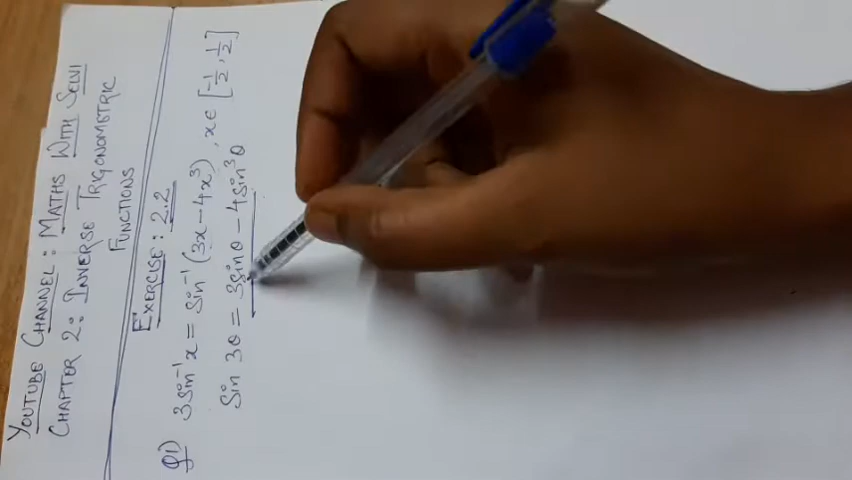 YOUTUBE CHANNEL : MATHS WITH SELVI
CHAPTER 2: INVERSE TRIGONOMETRIC
FUNCTIONS
EXERCISE : 2.2
Q1) 3sin⁻¹x = sin⁻¹(3x-4x³), x ∈ [-1/2, 1/2]
Sin 3θ = 3sinθ - 4sin³θ